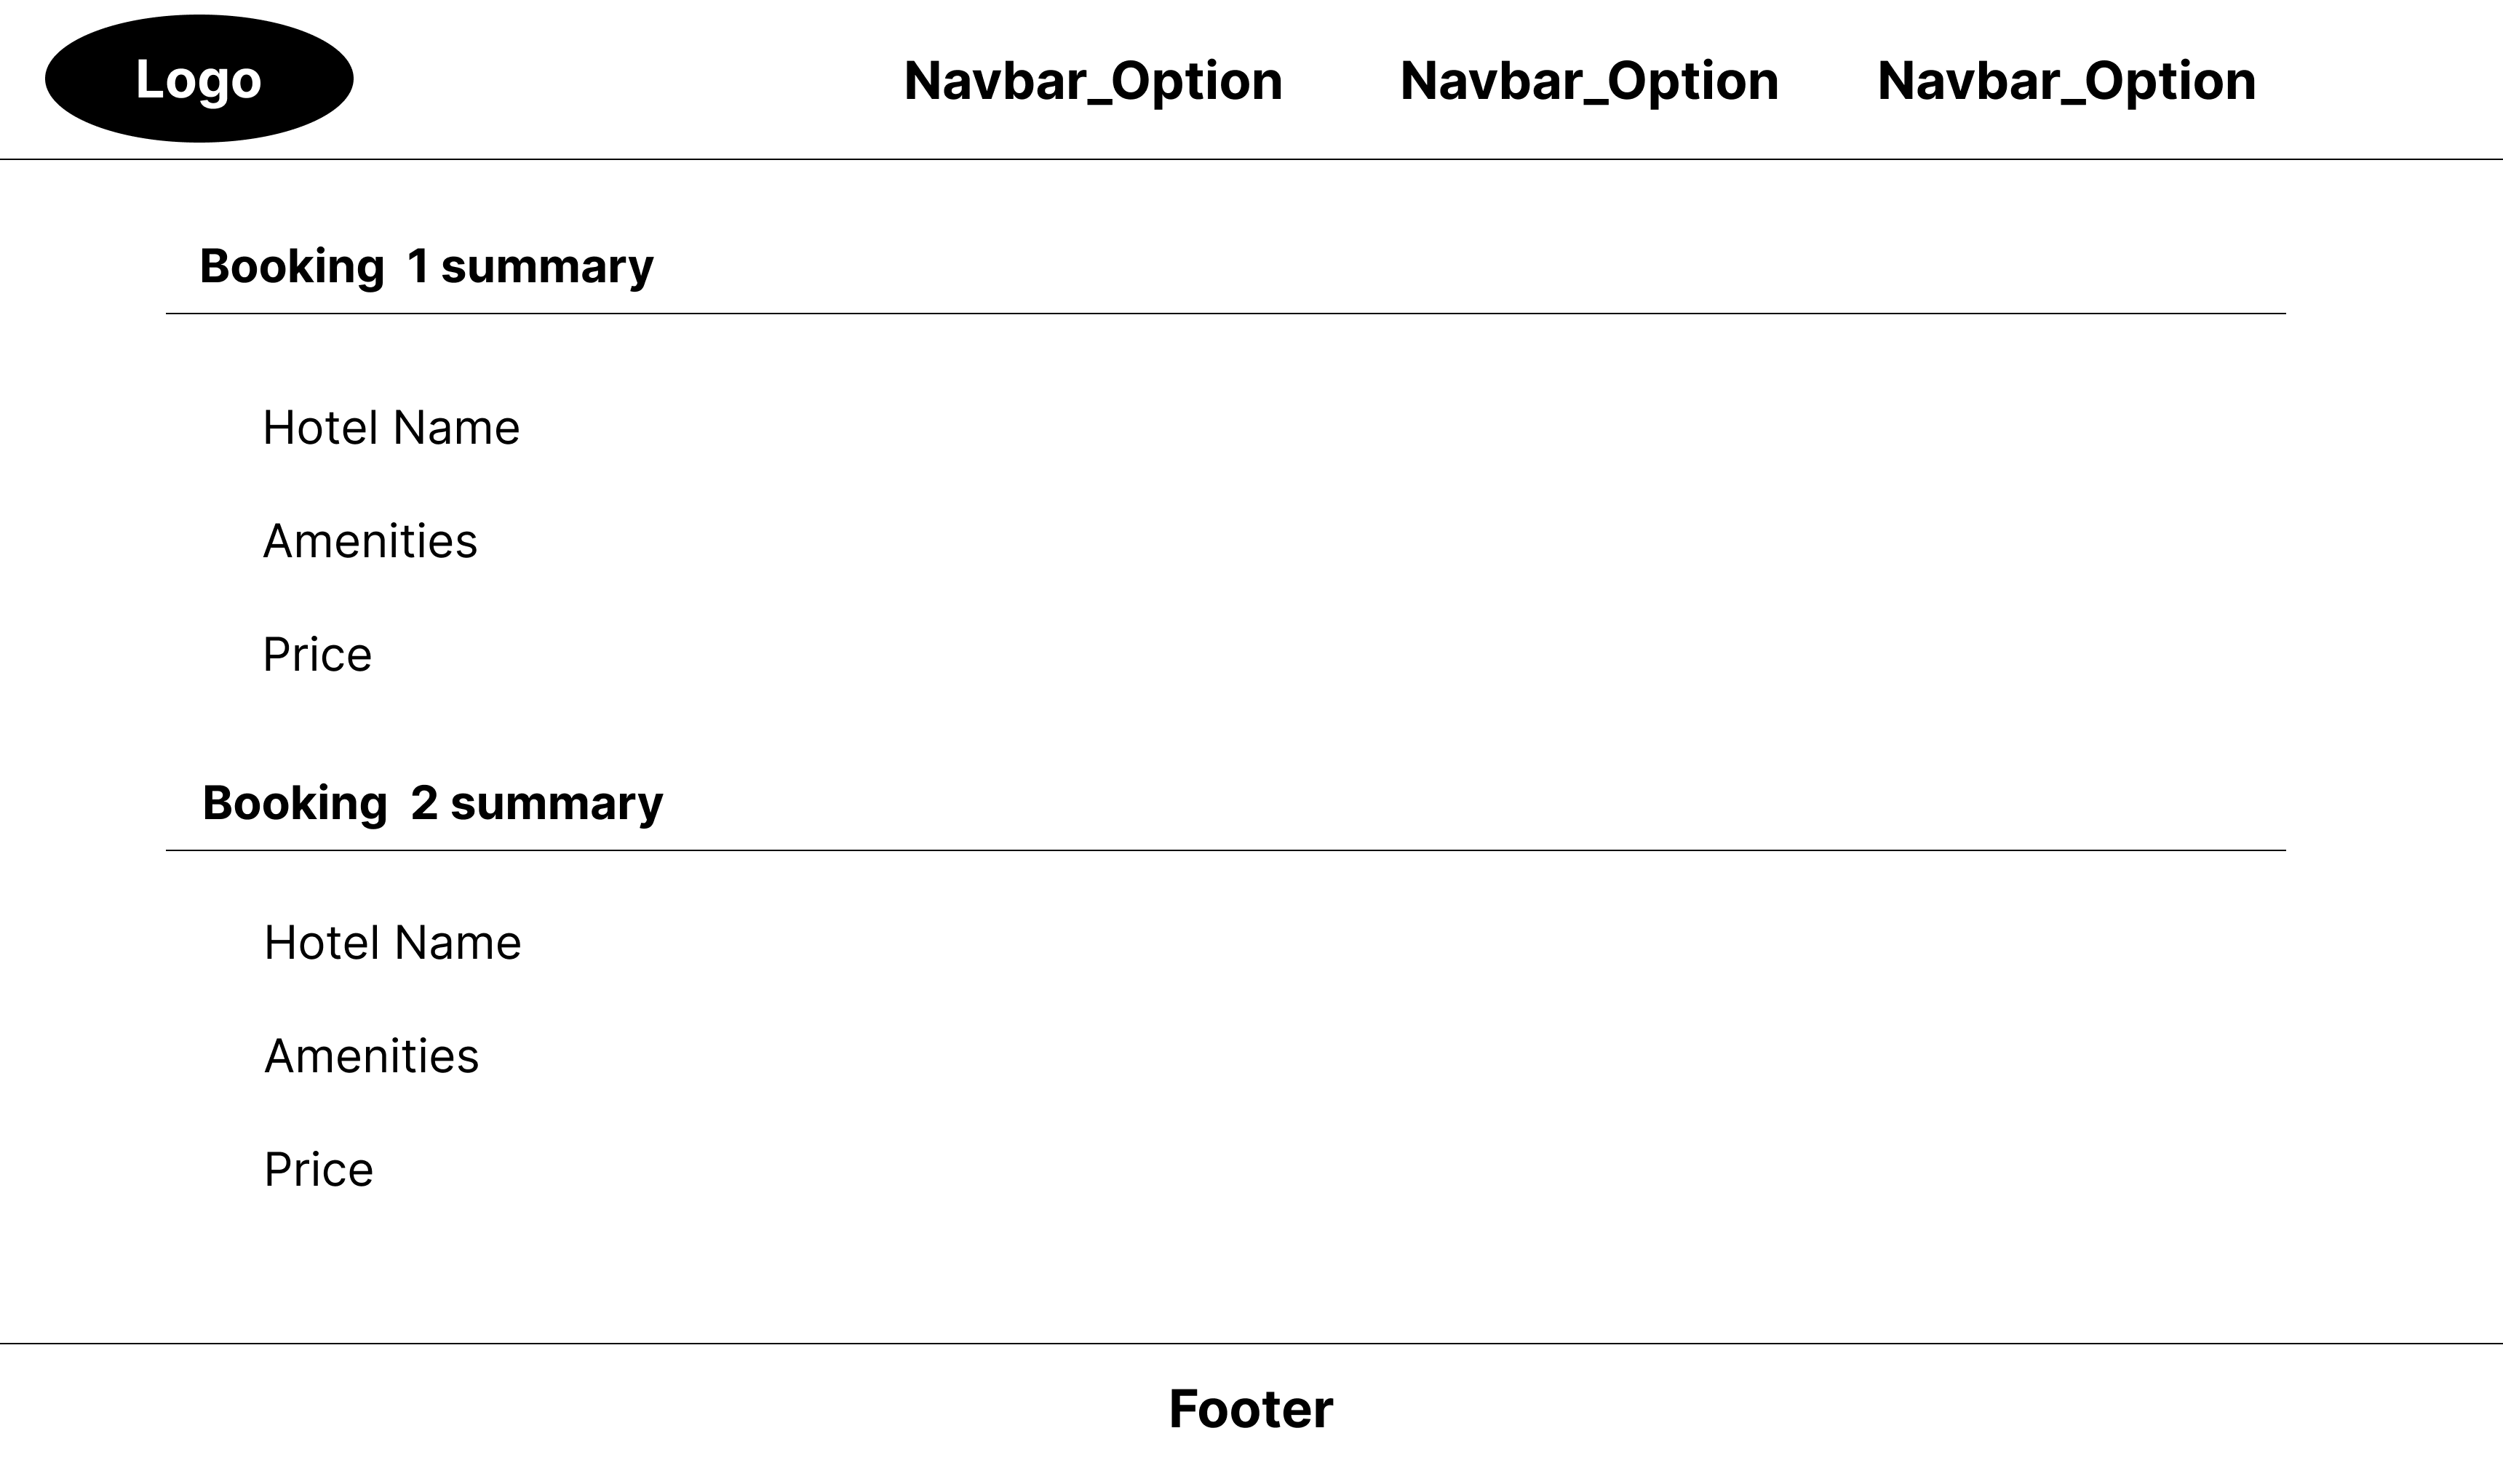 Logo
Navbar_Option Navbar_Option Navbar_Option
Booking  1 summary
Hotel Name
Amenities
Price
Booking  2 summary
Hotel Name
Amenities
Price
Footer